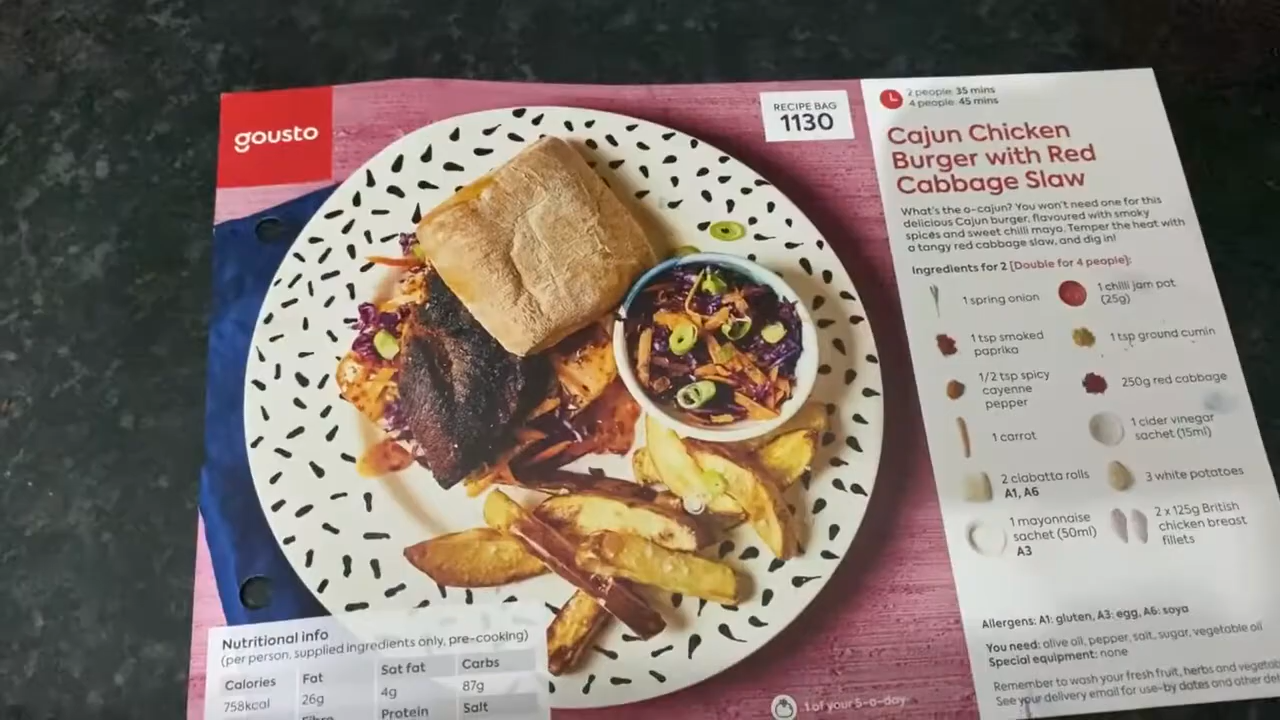 gousto
RECIPE BAG
1130
2 people: 35 mins
4 people: 45 mins
Cajun Chicken
Burger with Red
Cabbage Slaw
What's the o-cajun? You won't need one for this
delicious Cajun burger, flavoured with smoky
spices and sweet chilli mayo. Temper the heat with
a tangy red cabbage slaw, and dig in!
Ingredients for 2 [Double for 4 people]:
1 spring onion
1 chilli jam pot
(25g)
1 tsp smoked
paprika
1 tsp ground cumin
1/2 tsp spicy
cayenne
pepper
250g red cabbage
1 carrot
1 cider vinegar
sachet (15ml)
2 ciabatta rolls
A1, A6
3 white potatoes
1 mayonnaise
sachet (50ml)
A3
2 x 125g British
chicken breast
fillets
Allergens: A1: gluten, A3: egg, A6: soya
You need: olive oil, pepper, salt, sugar, vegetable oil
Special equipment: none
Remember to wash your fresh fruit, herbs and
See your delivery email for use-by dates and other
Nutritional info
(per person, supplied ingredients only, pre-cooking)
Calories Fat Sat fat Carbs
758kcal 26g 4g 87g
Protein Salt
1 of your 5-a-day